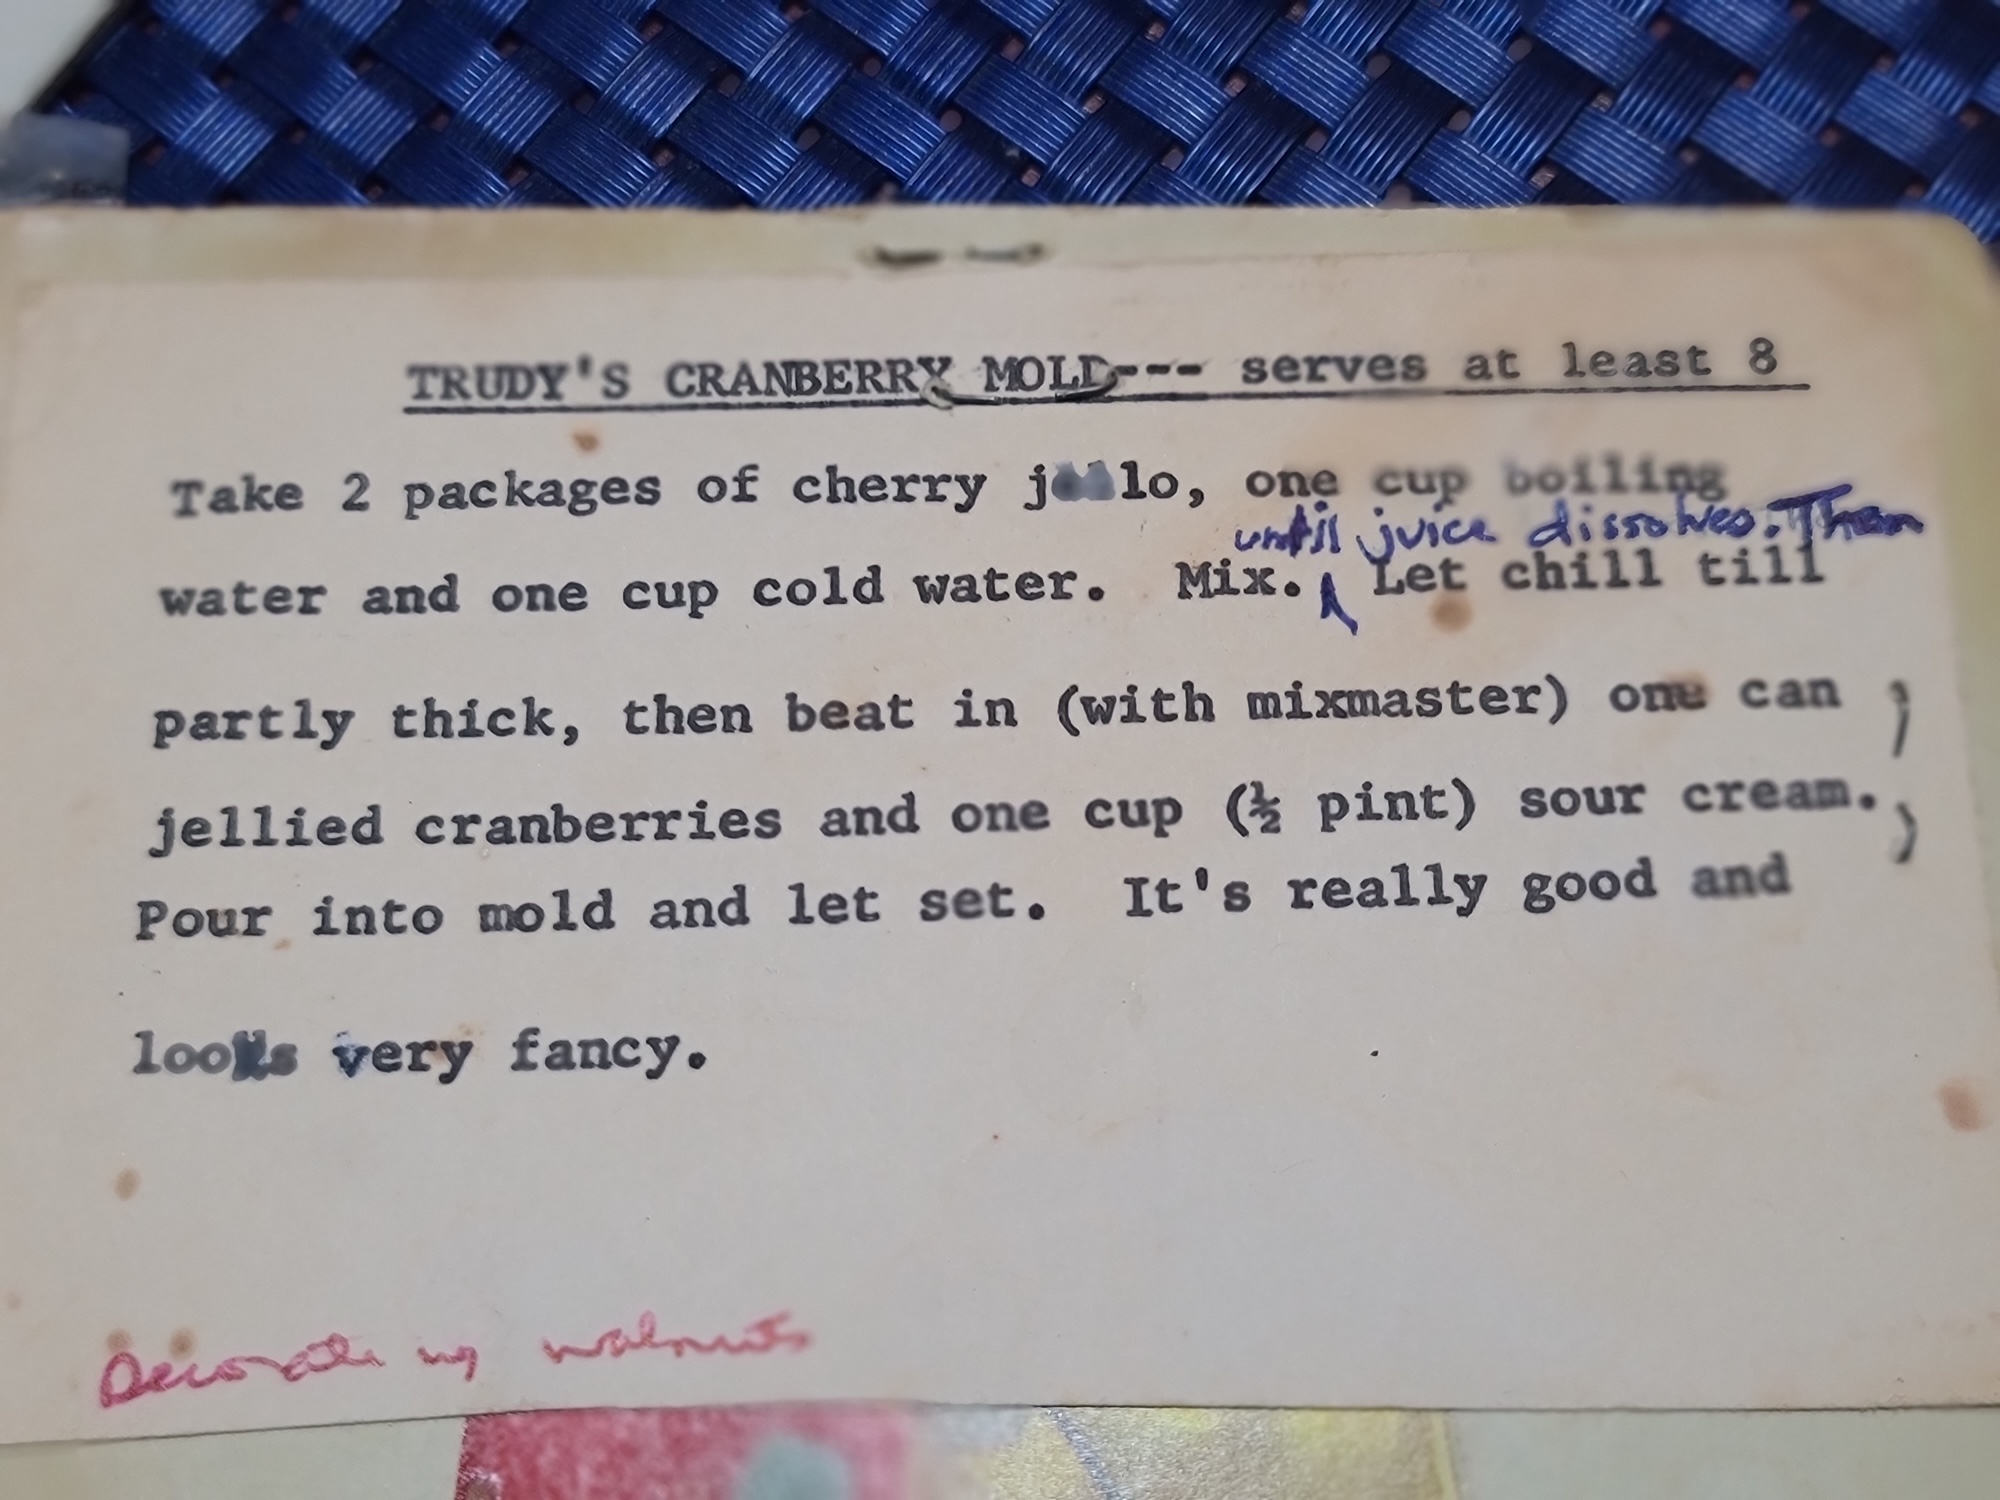 TRUDY'S CRANBERRY MOLD--- serves at least 8
Take 2 packages of cherry jello, one cup boiling
until juice dissolves. Then
water and one cup cold water. Mix. Let chill till
partly thick, then beat in (with mixmaster) one can
jellied cranberries and one cup (½ pint) sour cream.
Pour into mold and let set. It's really good and
looks very fancy.
Decorate w/ walnuts